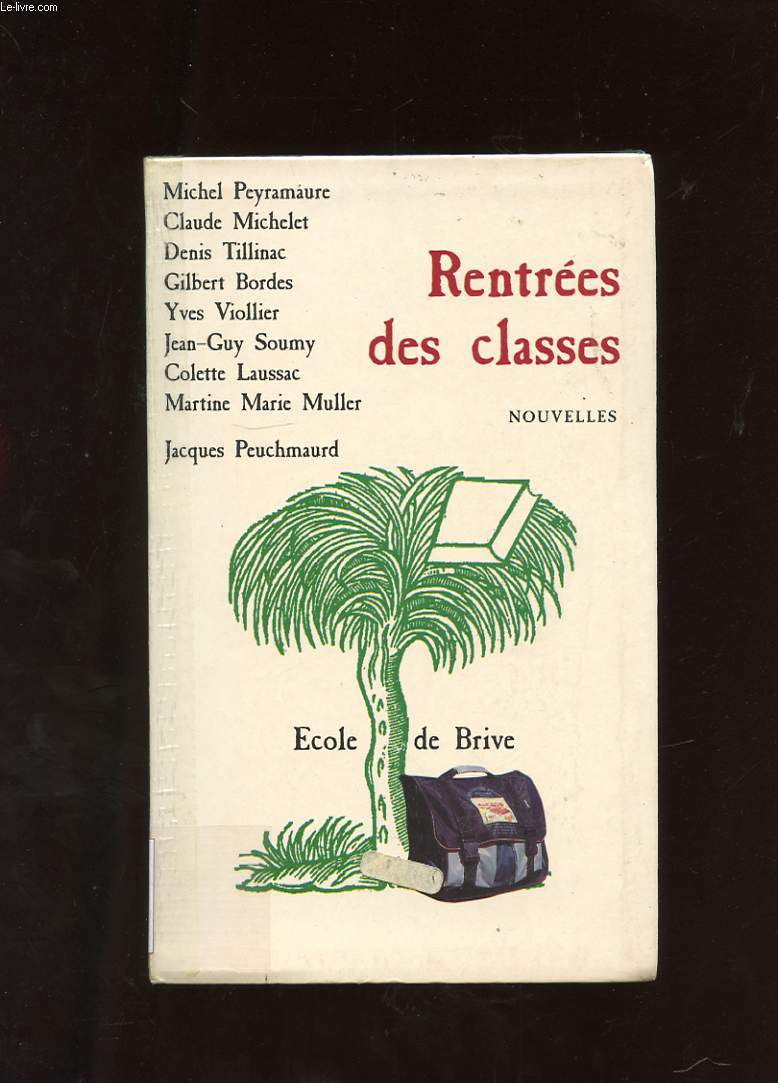 Le-livre.com
Michel Peyramaure
Claude Michelet
Denis Tillinac
Gilbert Bordes
Yves Viollier
Jean-Guy Soumy
Colette Laussac
Martine Marie Muller
Jacques Peuchmaurd
Rentrées
des classes
NOUVELLES
Ecole de Brive